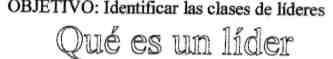 OBJETIVO: Identificar las clases de líderes
Qué es un líder